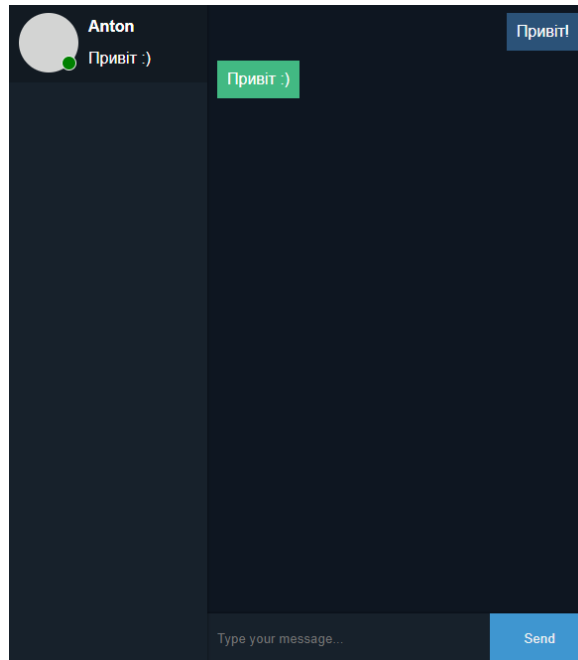 Anton
Привіт :)
Привіт!
Привіт :)
Type your message...
Send